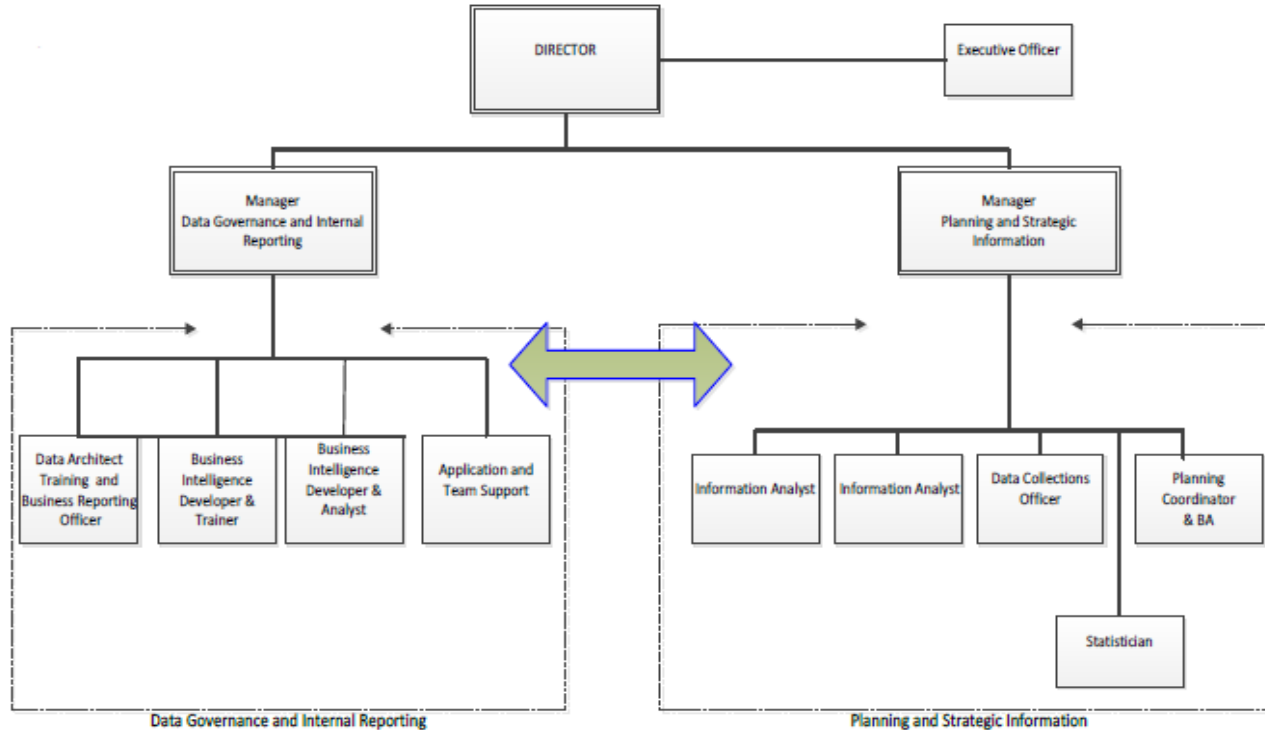 DIRECTOR
Executive Officer
Manager
Data Governance and Internal
Reporting
Manager
Planning and Strategic
Information
Data Architect
Training and
Business Reporting
Officer
Business
Intelligence
Developer &
Trainer
Business
Intelligence
Developer &
Analyst
Application and
Team Support
Information Analyst
Information Analyst
Data Collections
Officer
Planning
Coordinator
& BA
Statistician
Data Governance and Internal Reporting
Planning and Strategic Information